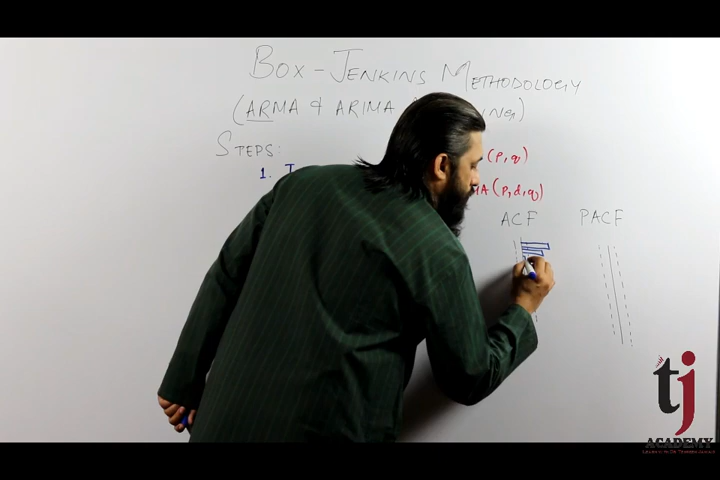 BOX-JENKINS METHODOLOGY
(ARMA & ARIMA
STEPS:
(p,q)
1.
(p,d,q)
ACF PACF
tj
ACADEMY